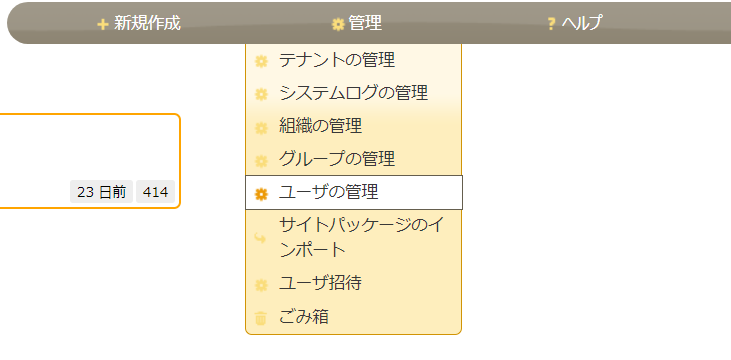 新規作成
管理
ヘルプ
テナントの管理
システムログの管理
組織の管理
グループの管理
23 日前
414
ユーザの管理
サイトパッケージのイ
ンポート
ユーザ招待
ごみ箱